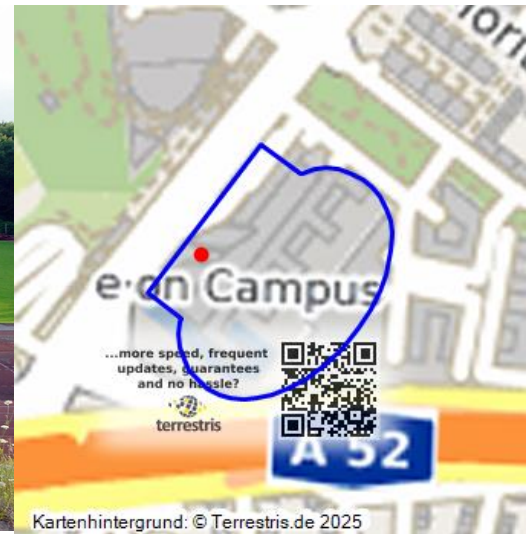 e·on Campus
...more speed, frequent
updates, guarantees
and no hassle?
terrestris
A 52
Kartenhintergrund: © Terrestris.de 2025